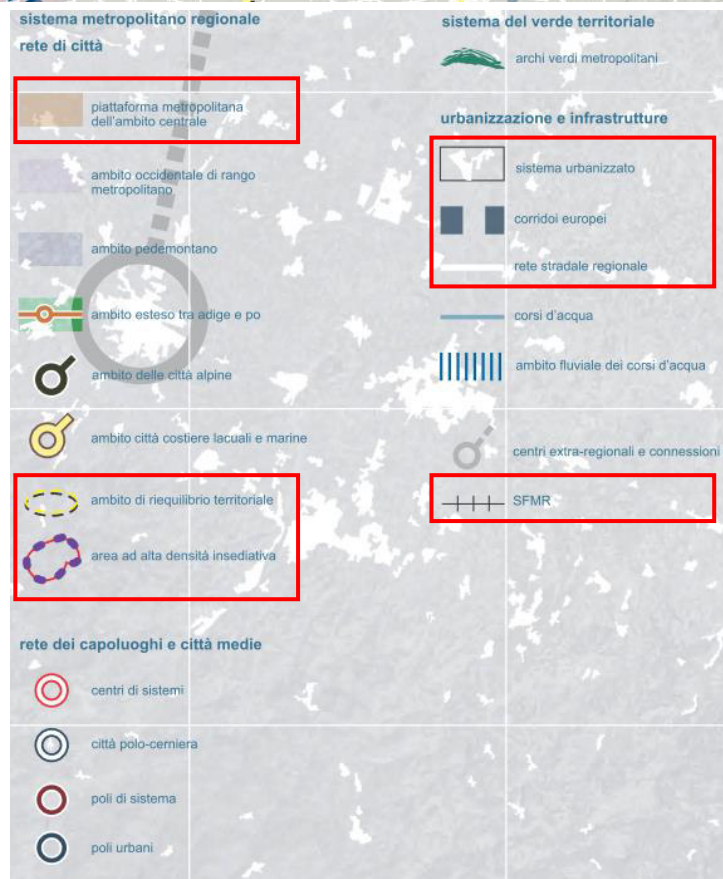 sistema metropolitano regionale
rete di città
piattaforma metropolitana
dell'ambito centrale
ambito occidentale di rango
metropolitano
ambito pedemontano
ambito esteso tra adige e po
ambito delle città alpine
ambito città costiere lacuali e marine
ambito di riequilibrio territoriale
area ad alta densità insediativa
rete dei capoluoghi e città medie
centri di sistemi
città polo-cerniera
poli di sistema
poli urbani
sistema del verde territoriale
archi verdi metropolitani
urbanizzazione e infrastrutture
sistema urbanizzato
corridoi europei
rete stradale regionale
corsi d'acqua
ambito fluviale dei corsi d'acqua
centri extra-regionali e connessioni
SFMR